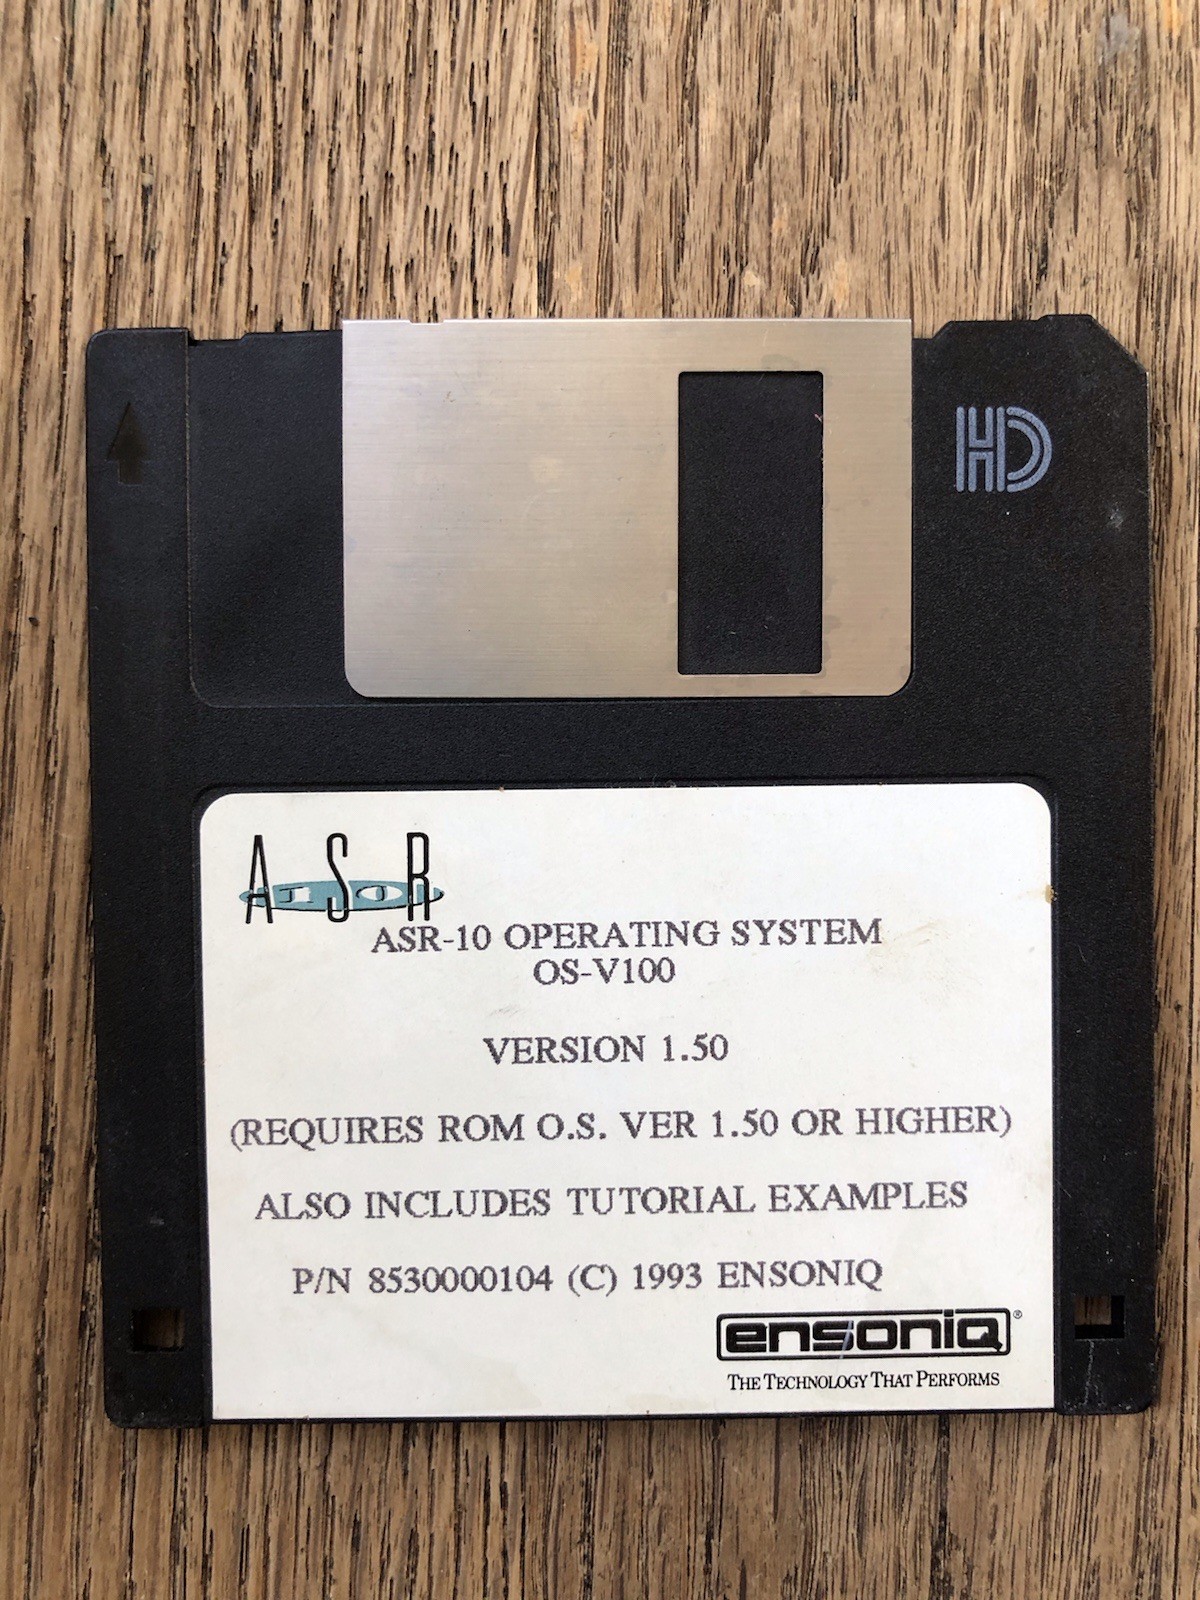 HD
ASR
10
ASR-10 OPERATING SYSTEM
OS-V100
VERSION 1.50
(REQUIRES ROM O.S. VER 1.50 OR HIGHER)
ALSO INCLUDES TUTORIAL EXAMPLES
P/N 8530000104 (C) 1993 ENSONIQ
ensoniq®
THE TECHNOLOGY THAT PERFORMS